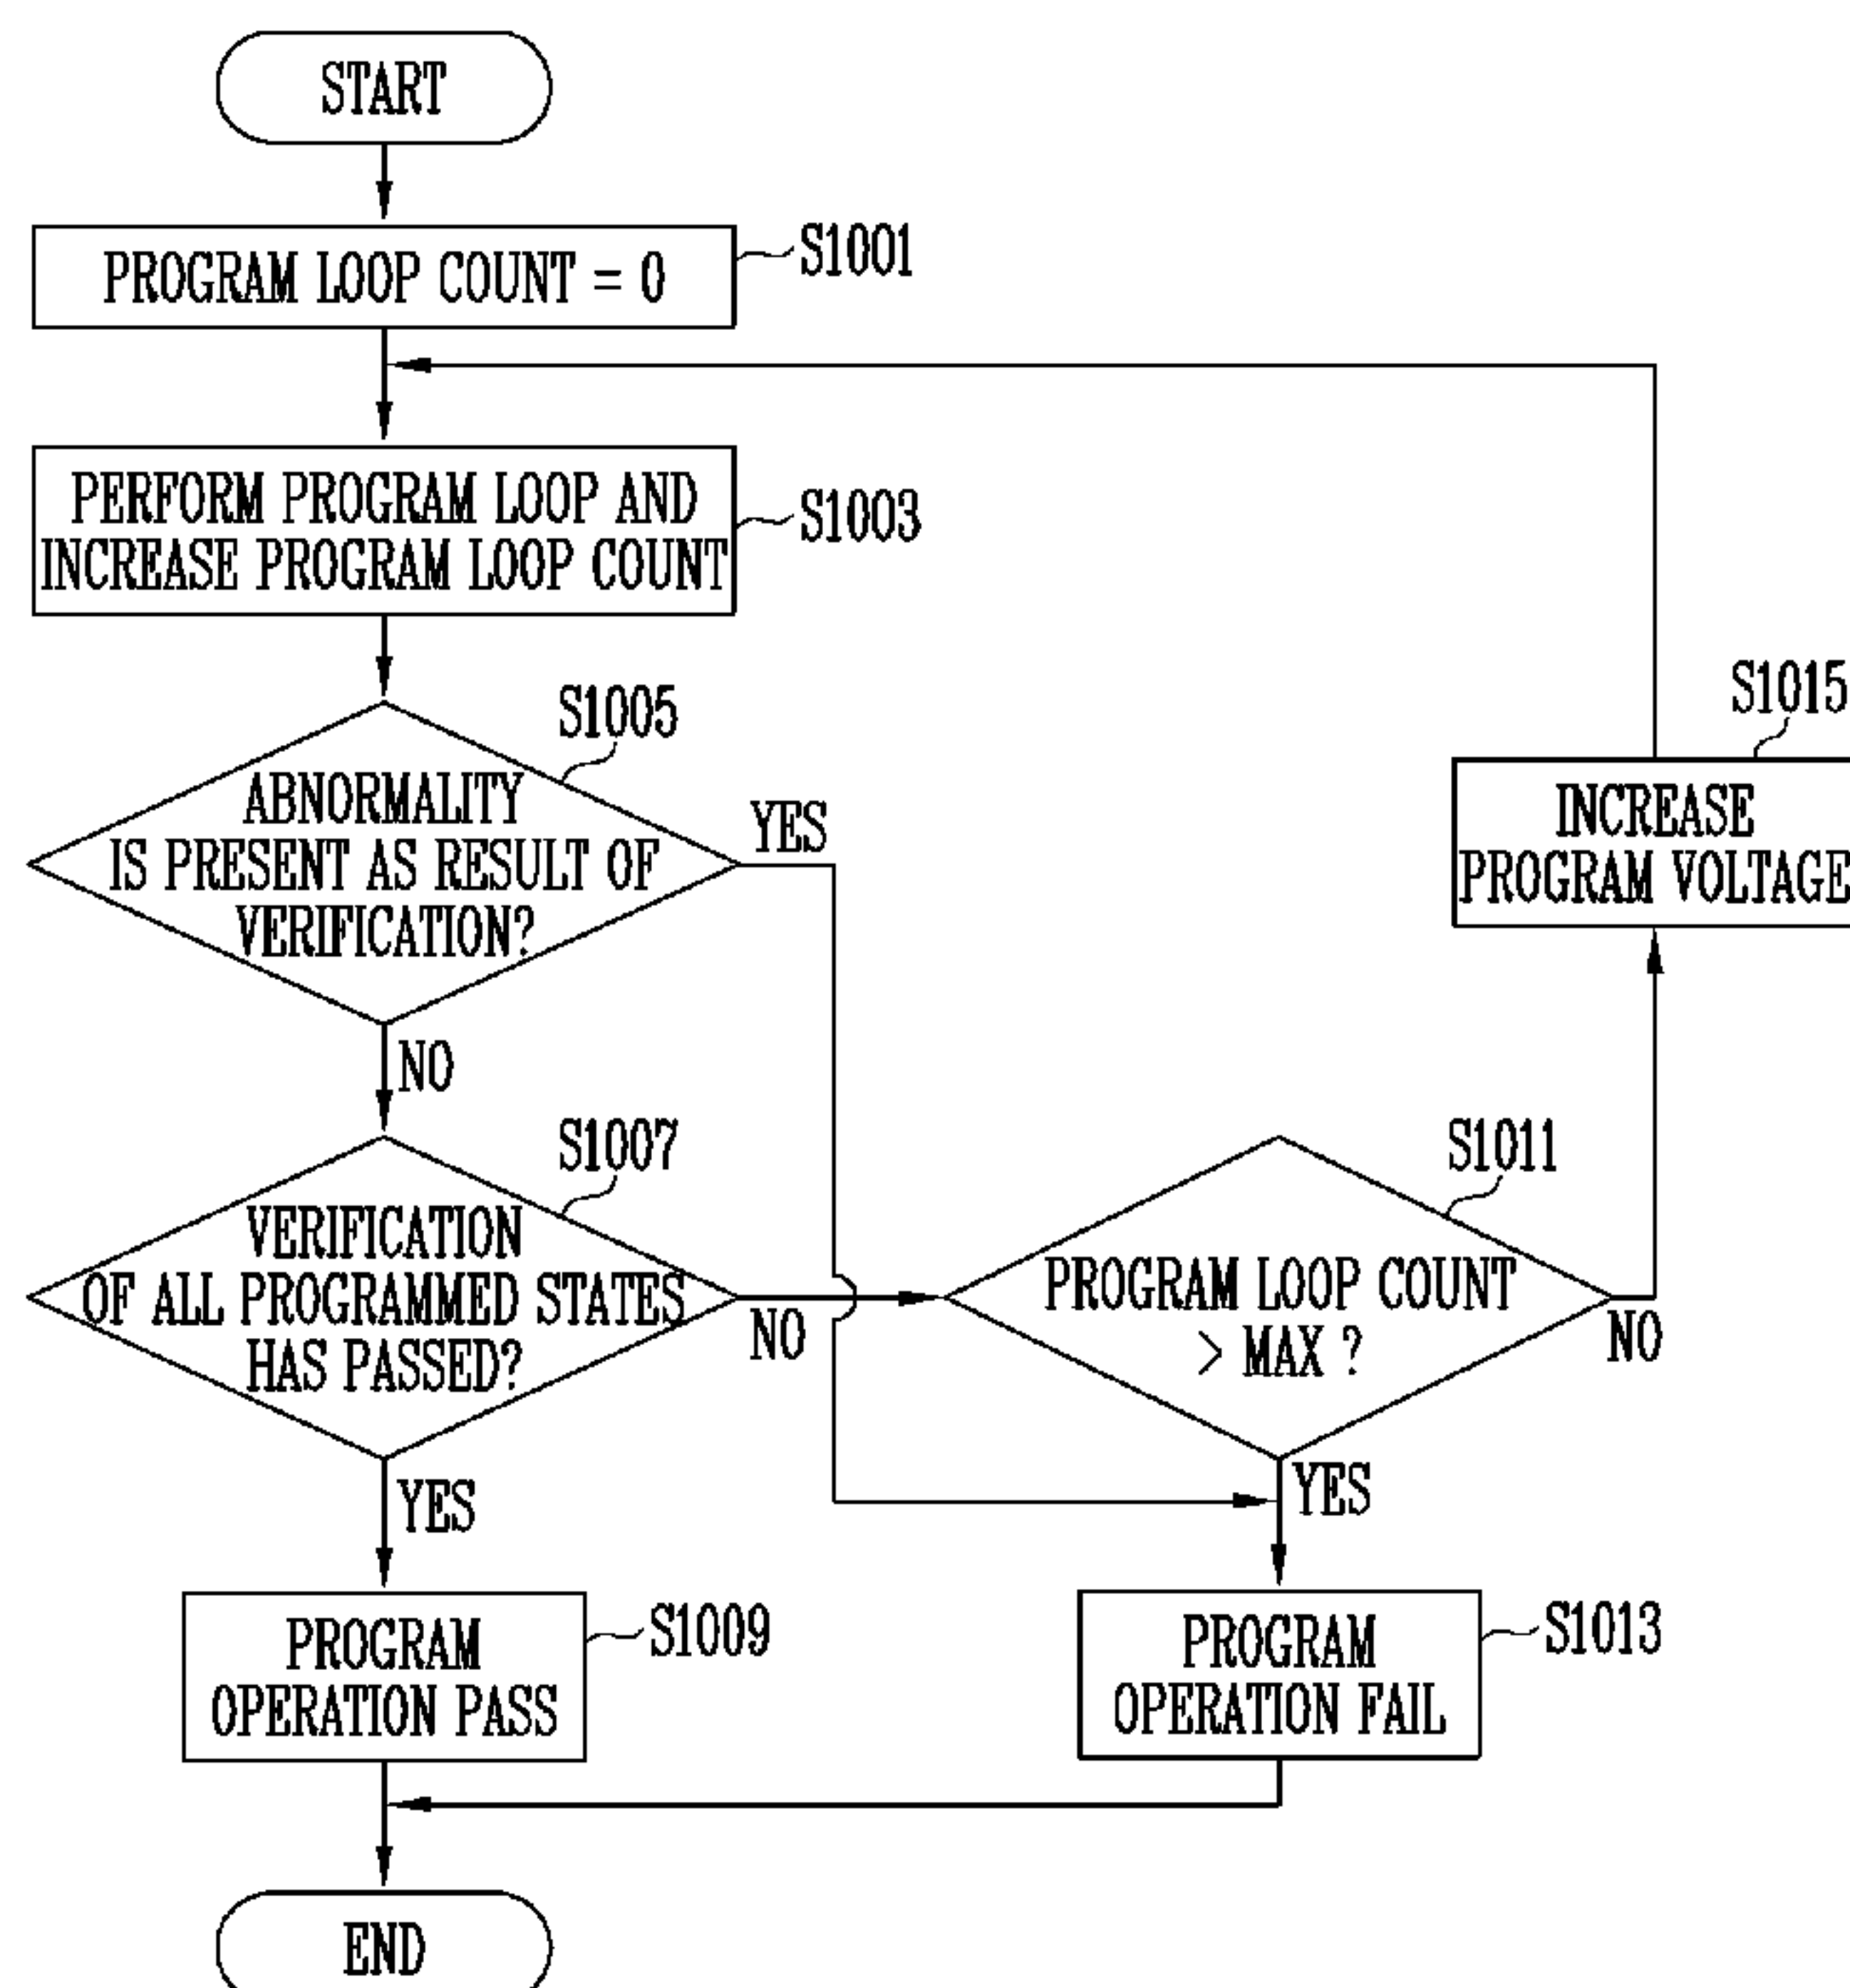 START
PROGRAM LOOP COUNT = 0
S1001
PERFORM PROGRAM LOOP AND
INCREASE PROGRAM LOOP COUNT
S1003
S1005
ABNORMALITY
IS PRESENT AS RESULT OF
VERIFICATION?
YES
NO
S1015
INCREASE
PROGRAM VOLTAGE
S1007
VERIFICATION
OF ALL PROGRAMMED STATES
HAS PASSED?
NO
YES
S1011
PROGRAM LOOP COUNT
> MAX ?
NO
YES
PROGRAM
OPERATION PASS
S1009
PROGRAM
OPERATION FAIL
S1013
END